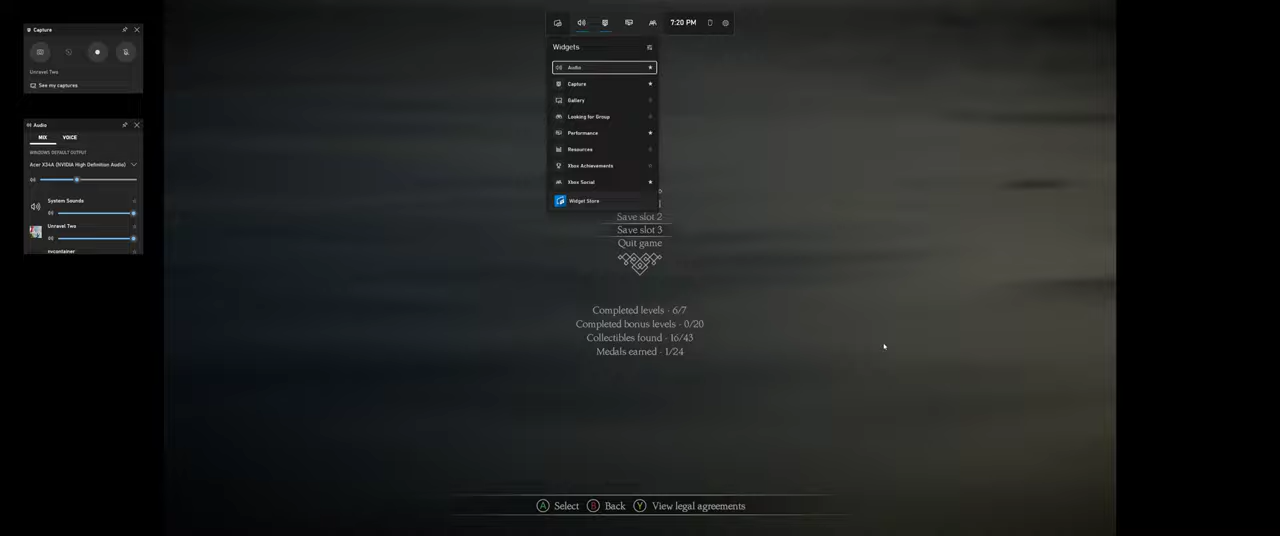 Capture
Unravel Two
See my captures
Audio
MIX VOICE
WINDOWS DEFAULT OUTPUT
Acer X34A (NVIDIA High Definition Audio)
System Sounds
Unravel Two
nvcontainer
7:20 PM
Widgets
Audio
Capture
Gallery
Looking for Group
Performance
Resources
Xbox Achievements
Xbox Social
Widget Store
Save slot 2
Save slot 3
Quit game
Completed levels - 6/7
Completed bonus levels - 0/20
Collectibles found - 16/43
Medals earned - 1/24
A Select B Back Y View legal agreements